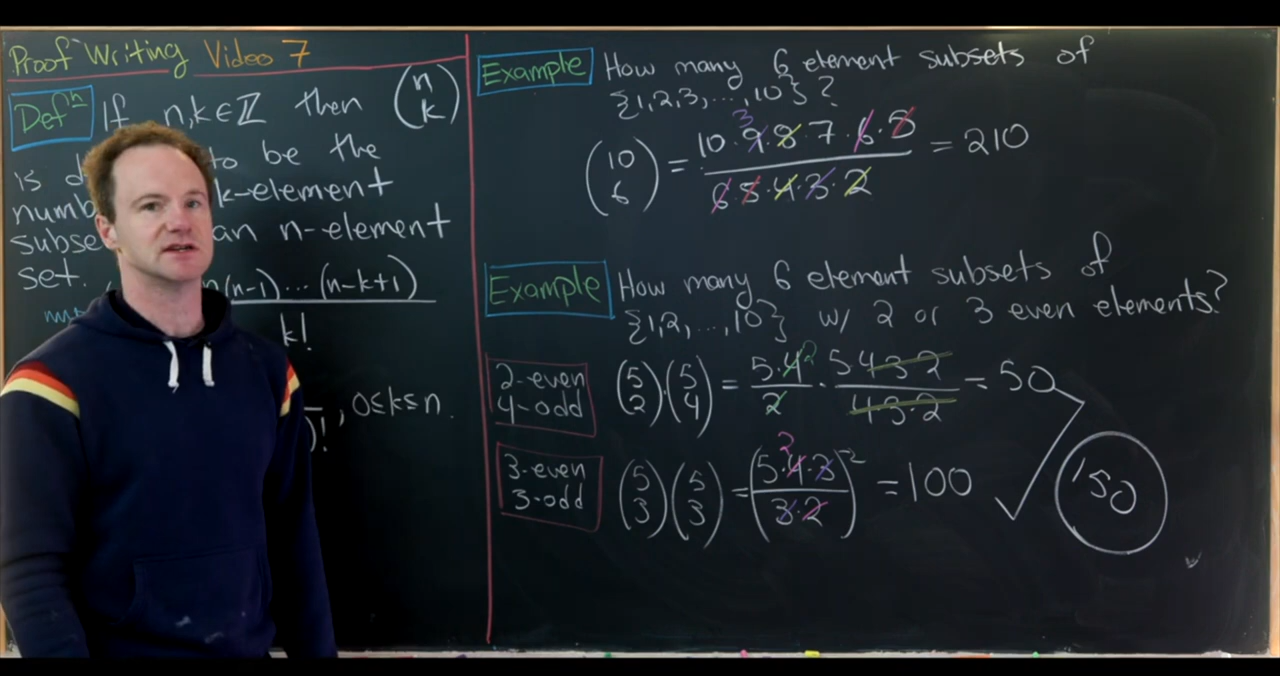 Proof Writing Video 7
Defⁿ If n,k∈ℤ then (n k)
is to be the
k-element
an n-element
set. n(n-1)...(n-k+1)
k!
, 0≤k≤n.
)!
Example How many 6 element subsets of
{1,2,3,...,10}?
(10 6) = 10·9·8·7·6·5 / 6·5·4·3·2 = 210
3
Example How many 6 element subsets of
{1,2,...,10} w/ 2 or 3 even elements?
2-even
4-odd
(5 2)·(5 4) = 5·4 / 2 · 5 4 3 2 / 4 3·2 = 50
2
3-even
3-odd
(5 3)(5 3) = (5·4·3 / 3·2)² = 100
2
150